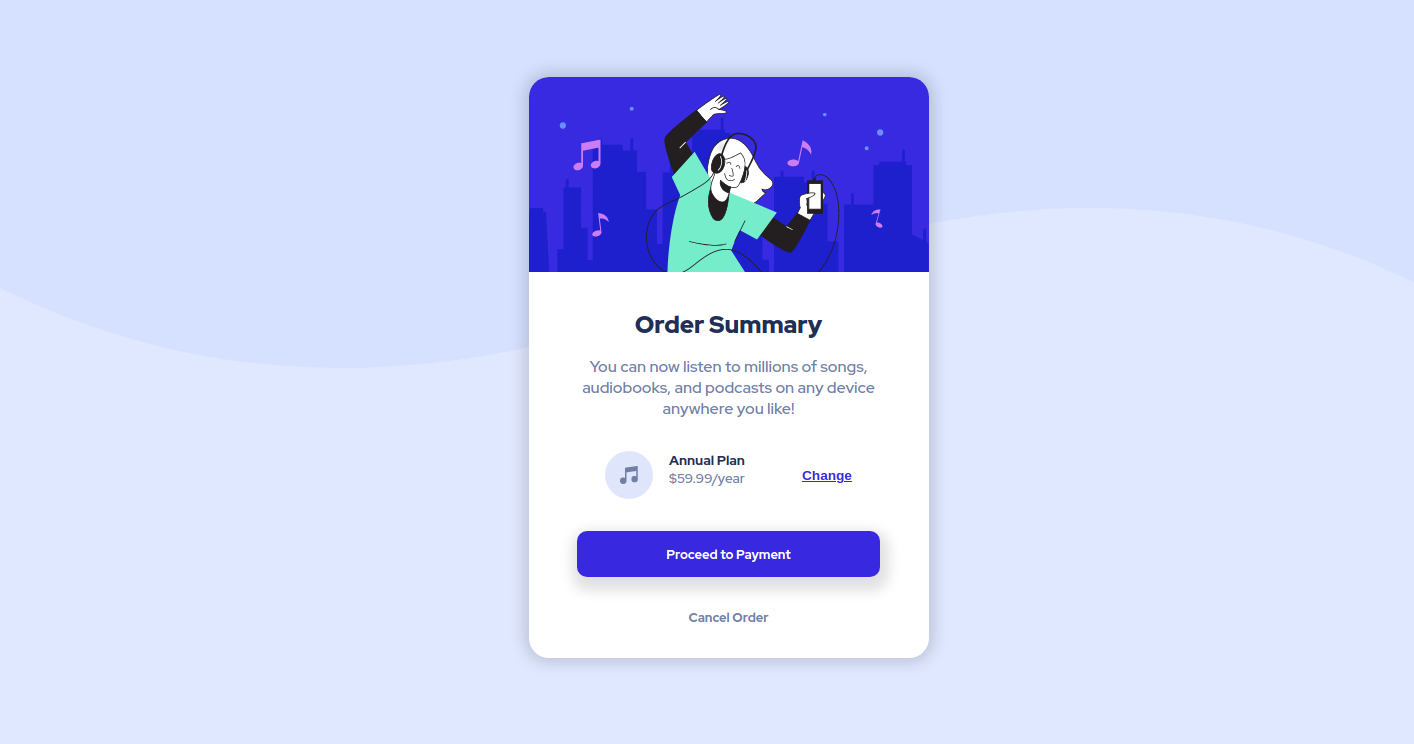 Order Summary
You can now listen to millions of songs,
audiobooks, and podcasts on any device
anywhere you like!
Annual Plan
$59.99/year
Change
Proceed to Payment
Cancel Order